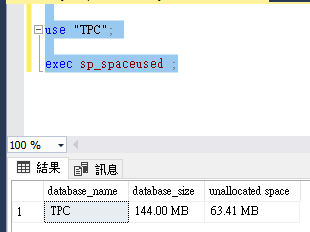 use "TPC";
exec sp_spaceused ;
100 %
結果 訊息
database_name database_size unallocated space
1 TPC 144.00 MB 63.41 MB